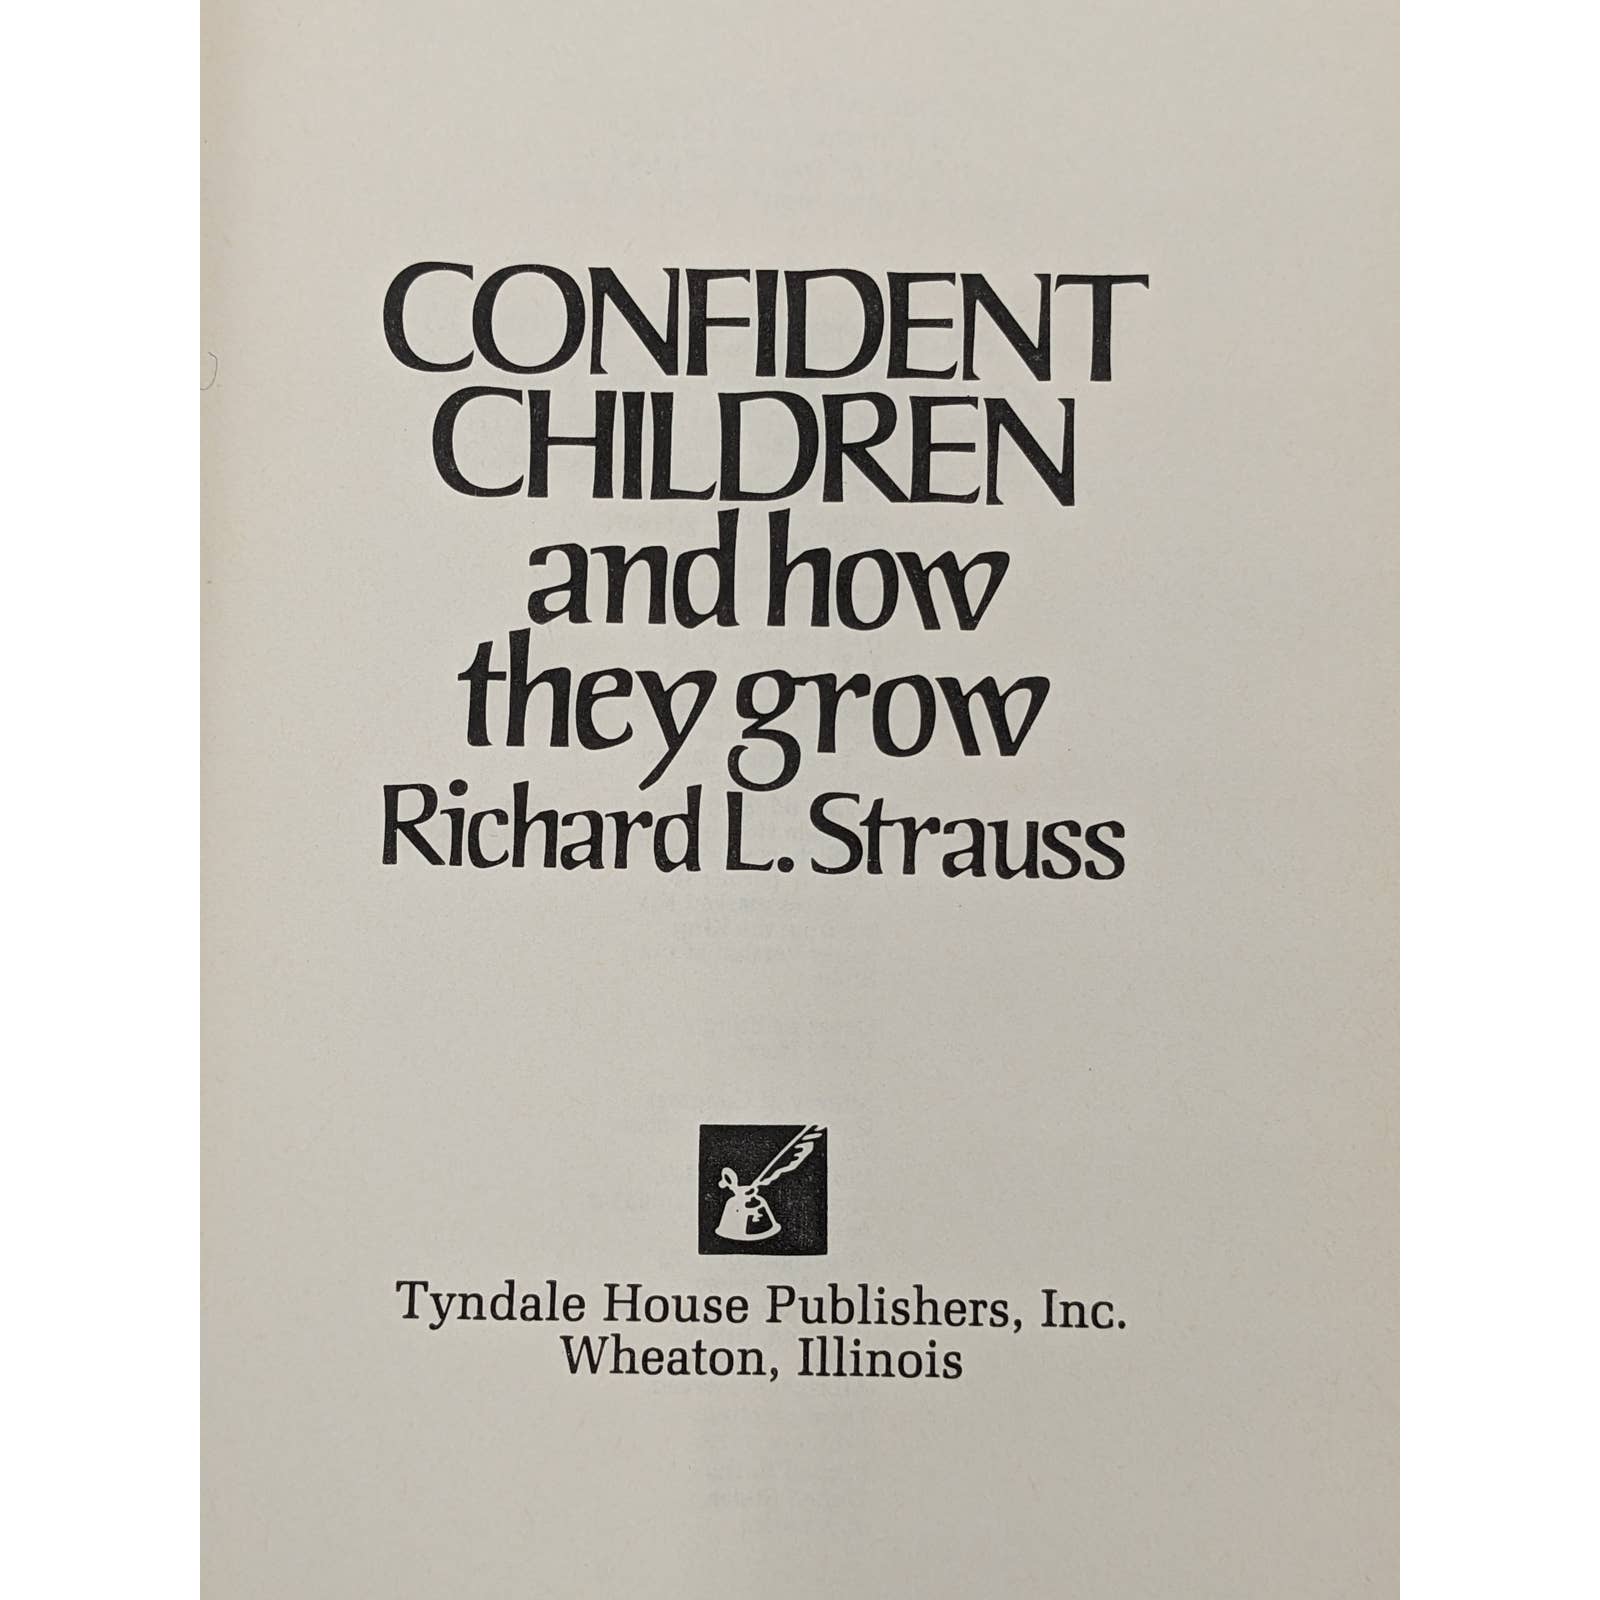 CONFIDENT
CHILDREN
and how
they grow
Richard L. Strauss
Tyndale House Publishers, Inc.
Wheaton, Illinois